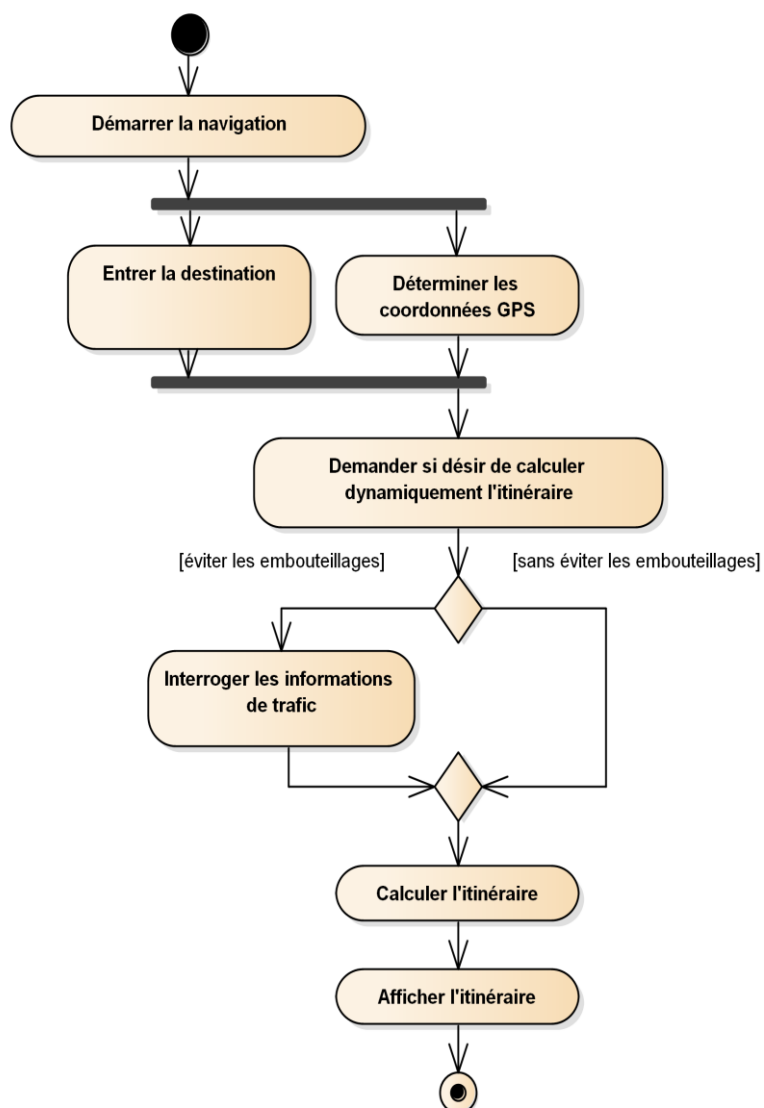 Démarrer la navigation
Entrer la destination
Déterminer les
coordonnées GPS
Demander si désir de calculer
dynamiquement l'itinéraire
[éviter les embouteillages]
[sans éviter les embouteillages]
Interroger les informations
de trafic
Calculer l'itinéraire
Afficher l'itinéraire